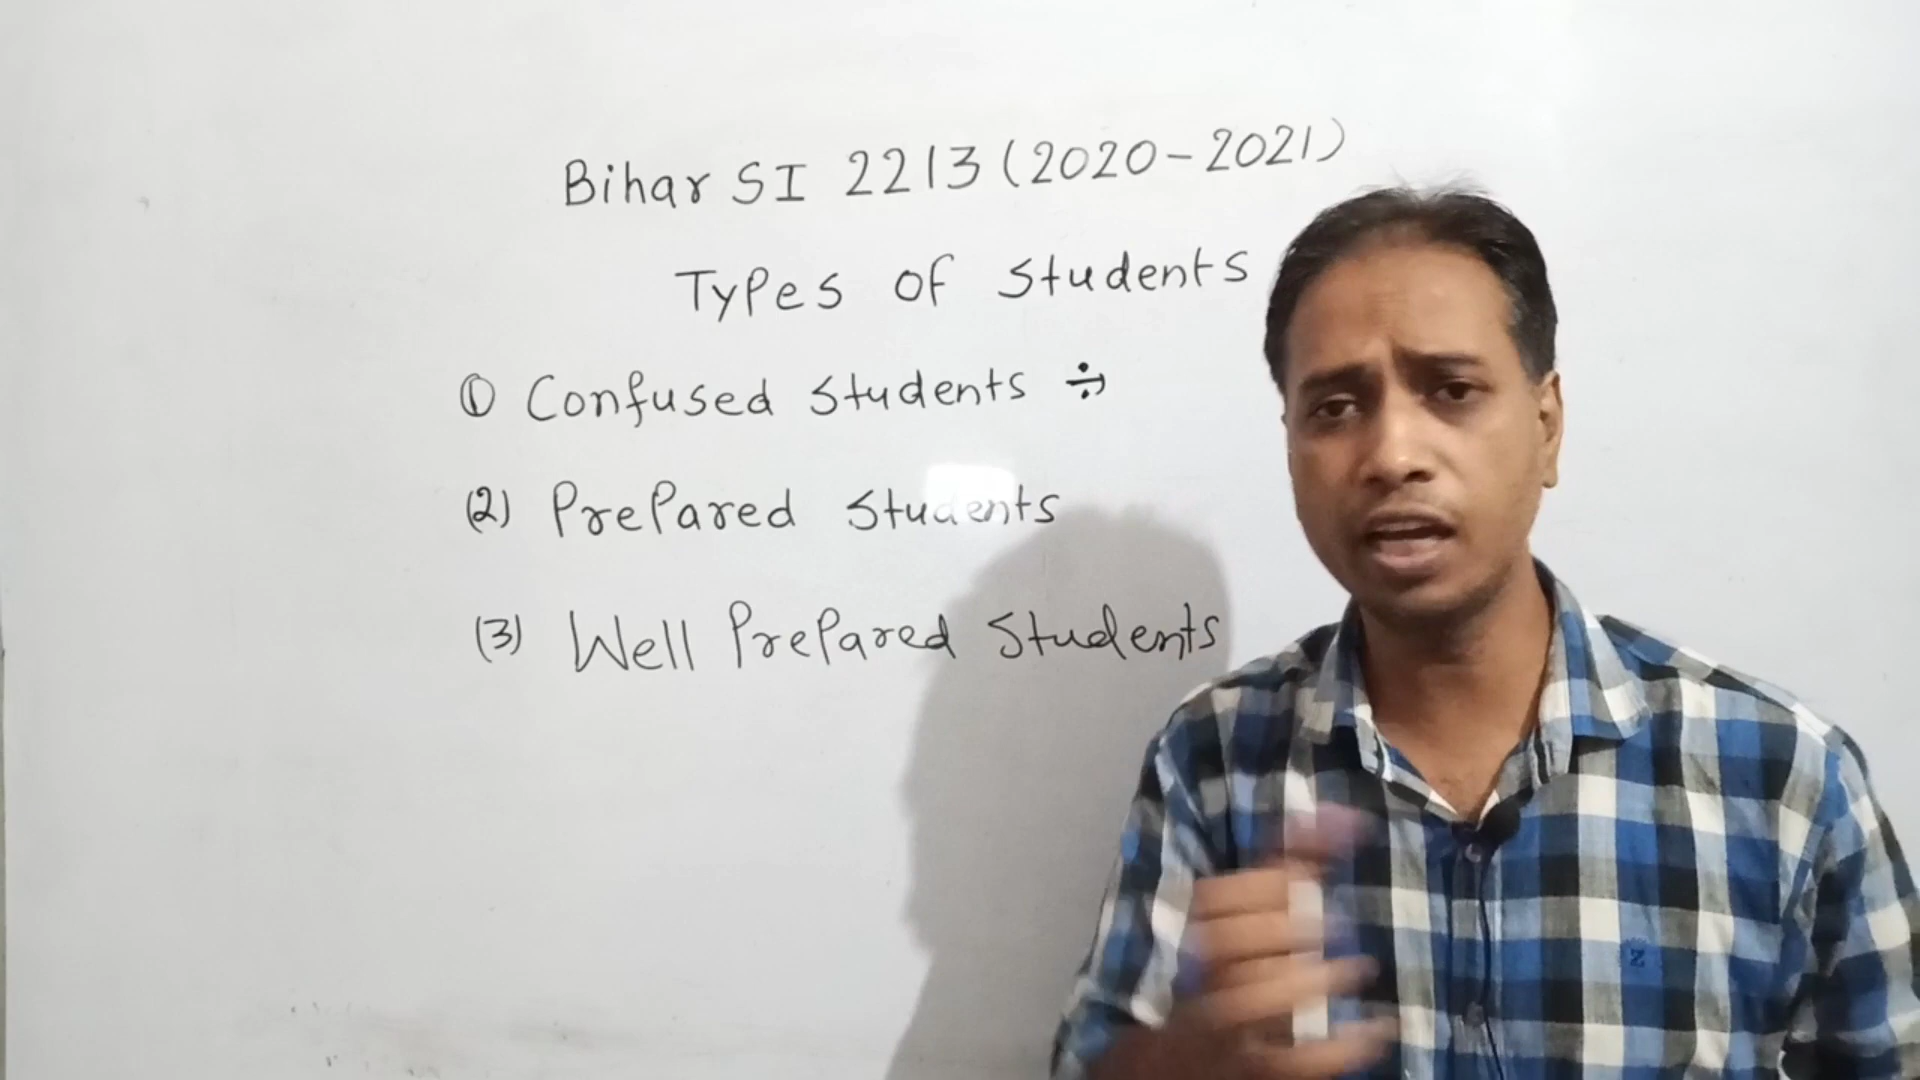 Bihar SI 2213 (2020-2021)
Types of Students
① Confused Students ÷
(2) Prepared Students
(3) Well Prepared Students
Z